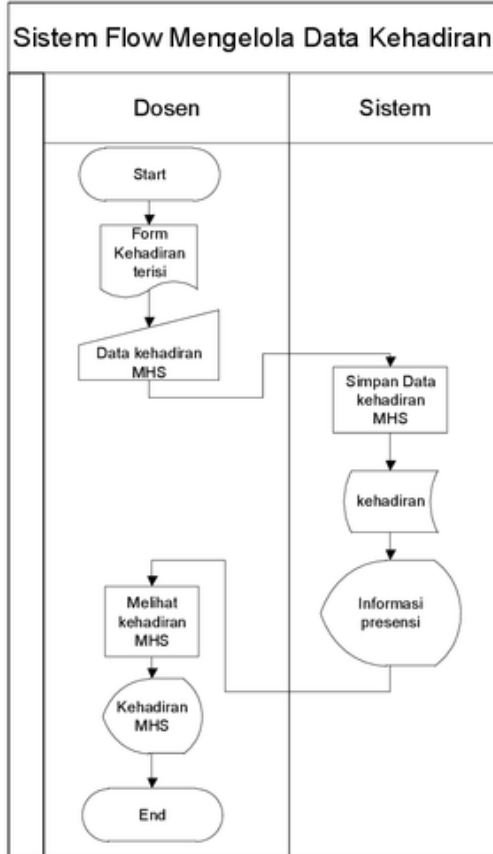 Sistem Flow Mengelola Data Kehadiran
Dosen
Sistem
Start
Form
Kehadiran
terisi
Data kehadiran
MHS
Simpan Data
kehadiran
MHS
kehadiran
Informasi
presensi
Melihat
kehadiran
MHS
Kehadiran
MHS
End